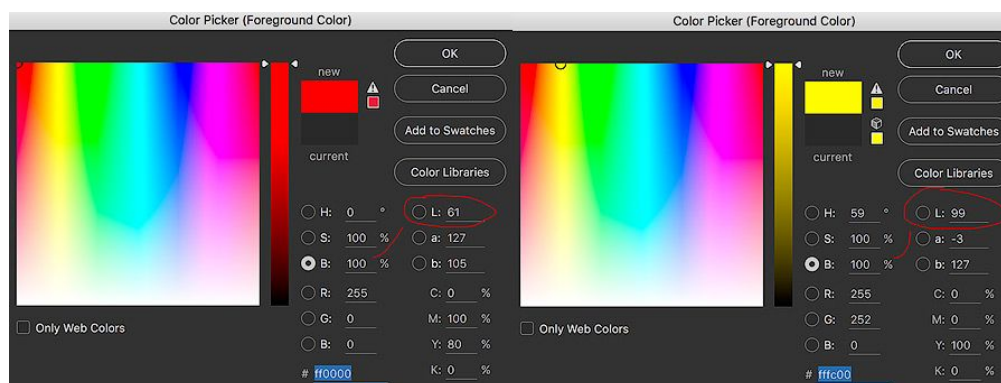 Color Picker (Foreground Color)
OK
new
Cancel
Add to Swatches
current
Color Libraries
H: 0 °
L: 61
S: 100 %
a: 127
B: 100 %
b: 105
R: 255
C: 0 %
G: 0
M: 100 %
B: 0
Y: 80 %
# ff0000
K: 0 %
Only Web Colors
Color Picker (Foreground Color)
OK
new
Cancel
Add to Swatches
current
Color Libraries
H: 59 °
L: 99
S: 100 %
a: -3
B: 100 %
b: 127
R: 255
C: 0 %
G: 252
M: 0 %
B: 0
Y: 100 %
# fffc00
K: 0 %
Only Web Colors